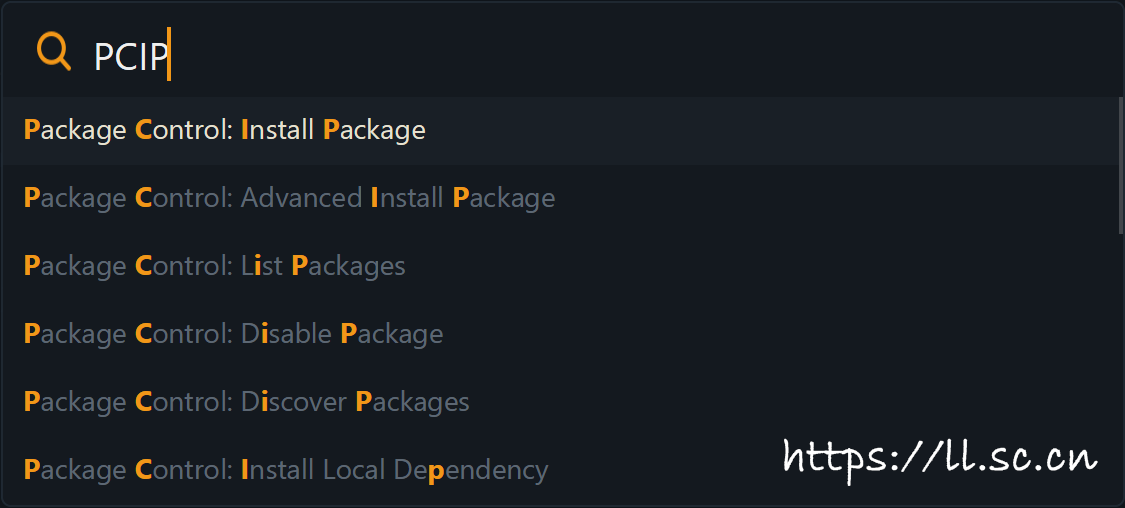 PCIP
Package Control: Install Package
Package Control: Advanced Install Package
Package Control: List Packages
Package Control: Disable Package
Package Control: Discover Packages
Package Control: Install Local Dependency
https://ll.sc.cn